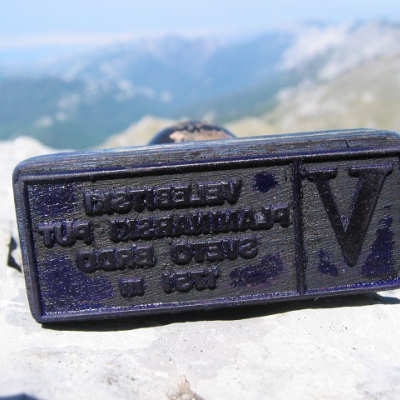 VELEBITSKI
PLANINARSKI PUT
SVETO BRDO
1751 m
V